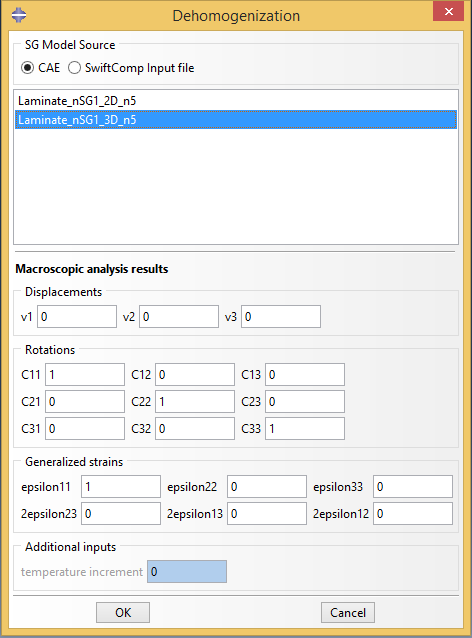 Dehomogenization
SG Model Source
CAE SwiftComp Input file
Laminate_nSG1_2D_n5
Laminate_nSG1_3D_n5
Macroscopic analysis results
Displacements
v1 0 v2 0 v3 0
Rotations
C11 1 C12 0 C13 0
C21 0 C22 1 C23 0
C31 0 C32 0 C33 1
Generalized strains
epsilon11 1 epsilon22 0 epsilon33 0
2epsilon23 0 2epsilon13 0 2epsilon12 0
Additional inputs
temperature increment 0
OK Cancel